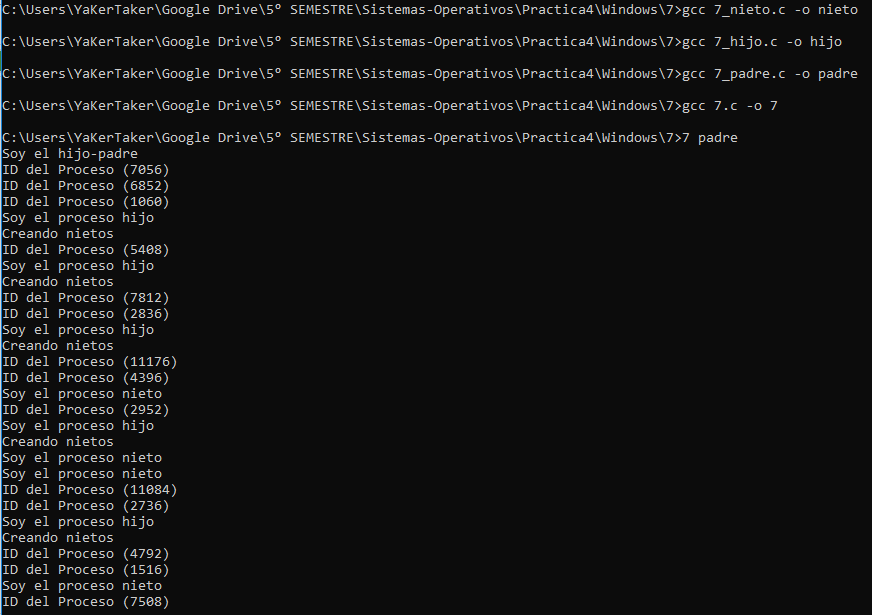 C:\Users\YaKerTaker\Google Drive\5º SEMESTRE\Sistemas-Operativos\Practica4\Windows\7>gcc 7_nieto.c -o nieto
C:\Users\YaKerTaker\Google Drive\5º SEMESTRE\Sistemas-Operativos\Practica4\Windows\7>gcc 7_hijo.c -o hijo
C:\Users\YaKerTaker\Google Drive\5º SEMESTRE\Sistemas-Operativos\Practica4\Windows\7>gcc 7_padre.c -o padre
C:\Users\YaKerTaker\Google Drive\5º SEMESTRE\Sistemas-Operativos\Practica4\Windows\7>gcc 7.c -o 7
C:\Users\YaKerTaker\Google Drive\5º SEMESTRE\Sistemas-Operativos\Practica4\Windows\7>7 padre
Soy el hijo-padre
ID del Proceso (7056)
ID del Proceso (6852)
ID del Proceso (1060)
Soy el proceso hijo
Creando nietos
ID del Proceso (5408)
Soy el proceso hijo
Creando nietos
ID del Proceso (7812)
ID del Proceso (2836)
Soy el proceso hijo
Creando nietos
ID del Proceso (11176)
ID del Proceso (4396)
Soy el proceso nieto
ID del Proceso (2952)
Soy el proceso hijo
Creando nietos
Soy el proceso nieto
Soy el proceso nieto
ID del Proceso (11084)
ID del Proceso (2736)
Soy el proceso hijo
Creando nietos
ID del Proceso (4792)
ID del Proceso (1516)
Soy el proceso nieto
ID del Proceso (7508)